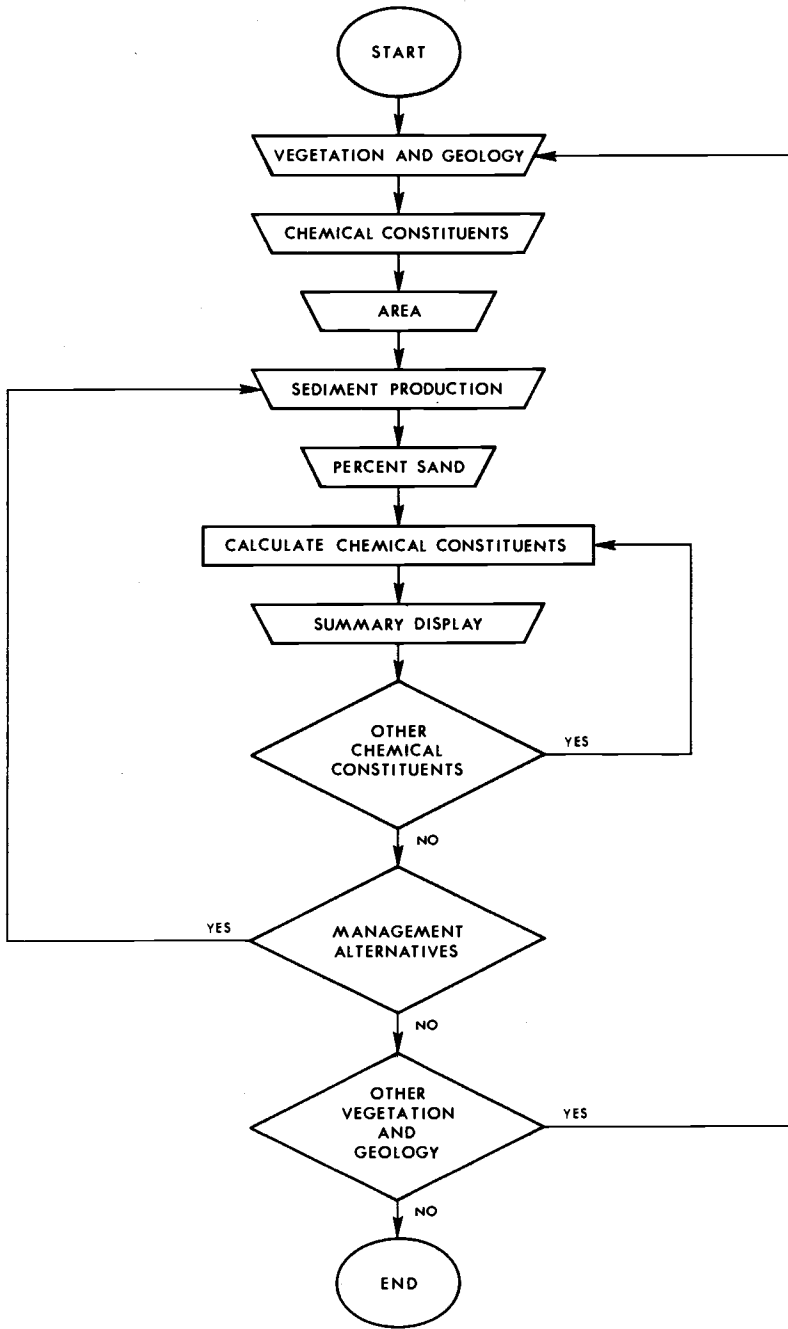 START
VEGETATION AND GEOLOGY
CHEMICAL CONSTITUENTS
AREA
SEDIMENT PRODUCTION
PERCENT SAND
CALCULATE CHEMICAL CONSTITUENTS
SUMMARY DISPLAY
OTHER
CHEMICAL
CONSTITUENTS
YES
NO
YES
MANAGEMENT
ALTERNATIVES
NO
OTHER
VEGETATION
AND
GEOLOGY
YES
NO
END